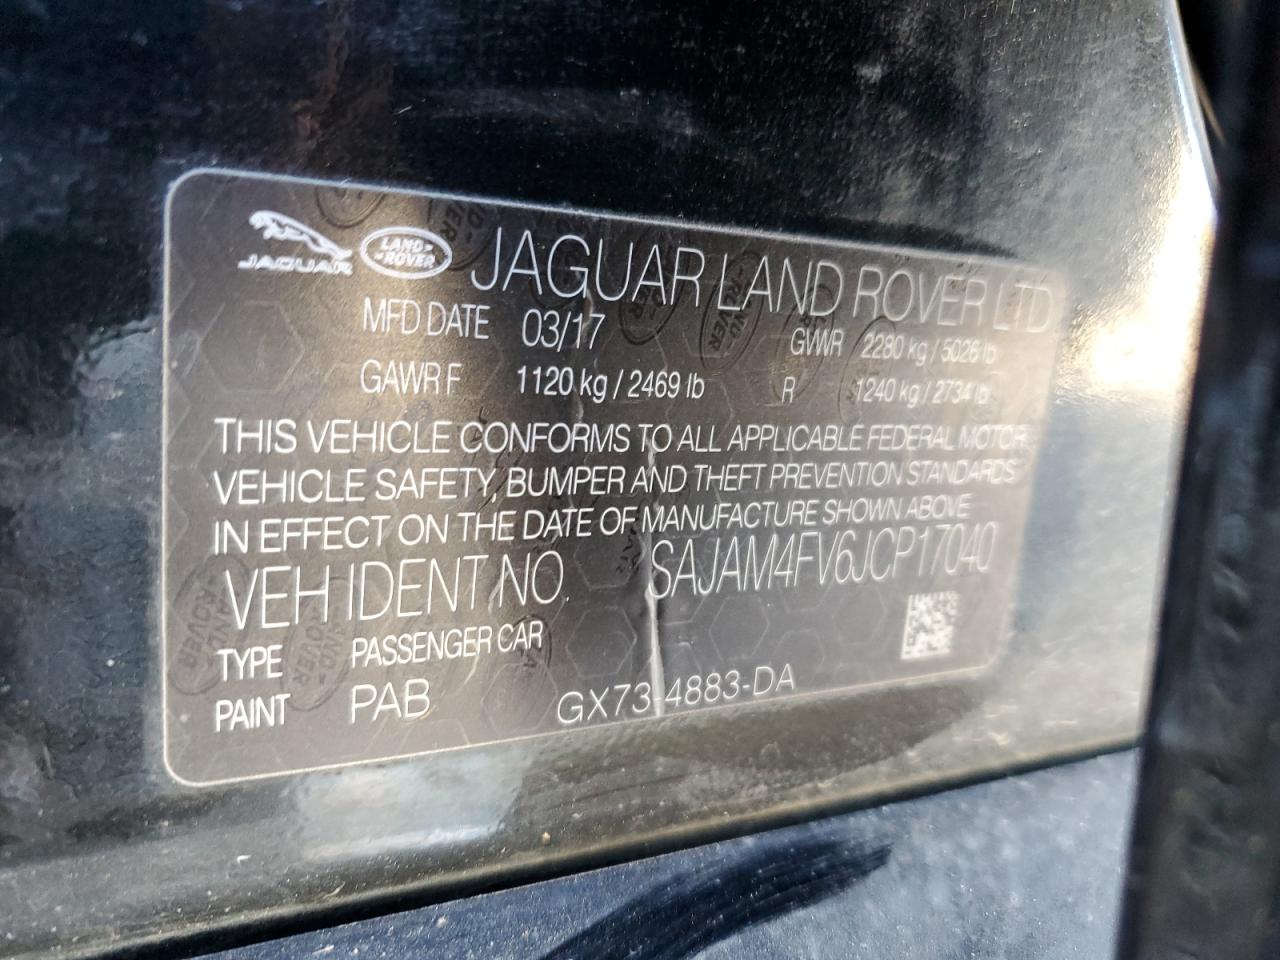 JAGUAR LAND-ROVER JAGUAR LAND ROVER LTD
MFD DATE 03/17 GVWR 2280 kg / 5026 lb
GAWR F 1120 kg / 2469 lb R 1240 kg / 2734 lb
THIS VEHICLE CONFORMS TO ALL APPLICABLE FEDERAL MOTOR
VEHICLE SAFETY, BUMPER AND THEFT PREVENTION STANDARDS
IN EFFECT ON THE DATE OF MANUFACTURE SHOWN ABOVE
VEH IDENT NO. SAJAM4FV6JCP17040
TYPE PASSENGER CAR
PAINT PAB GX73-4883-DA